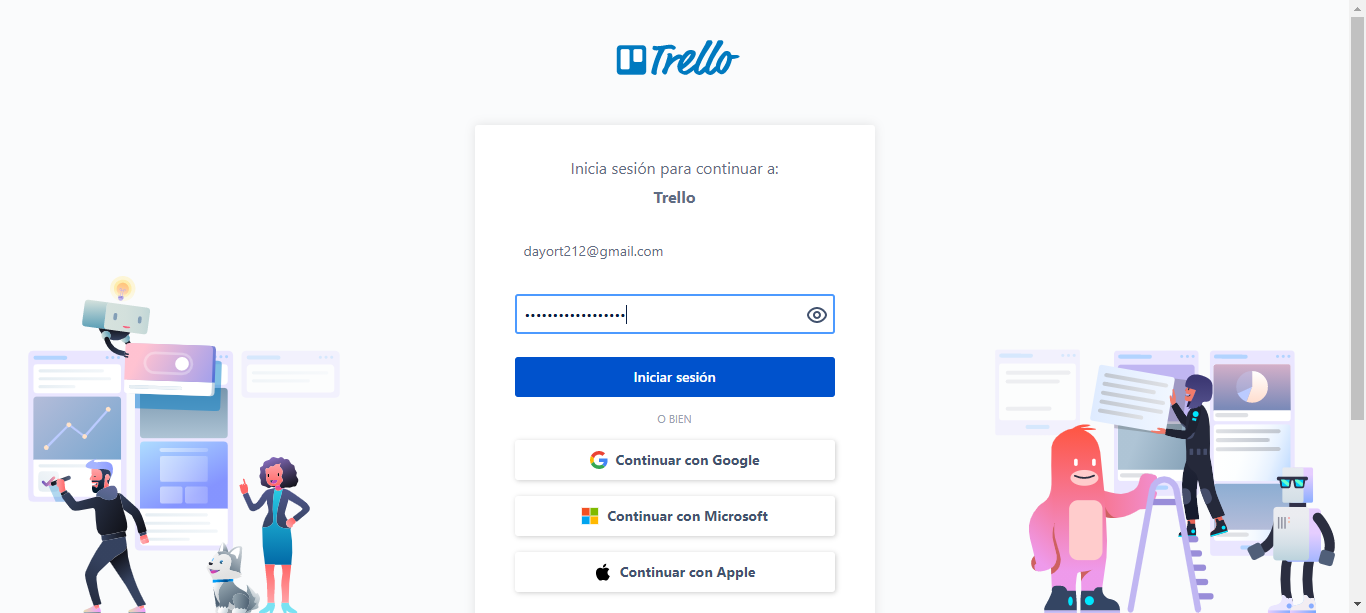 Trello
Inicia sesión para continuar a:
Trello
dayort212@gmail.com
••••••••••••••••••
Iniciar sesión
O BIEN
Continuar con Google
Continuar con Microsoft
Continuar con Apple